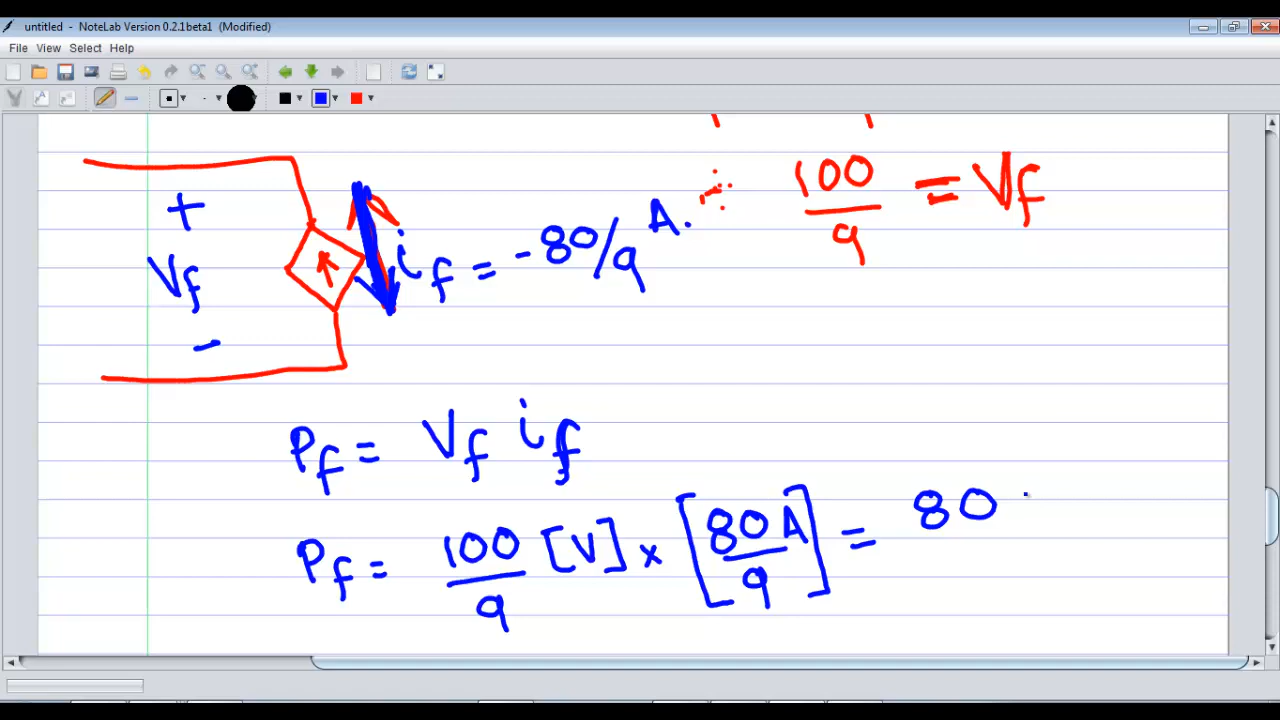 untitled - NoteLab Version 0.2.1beta1 (Modified)
File View Select Help
+
Vf
-
if = -80/9 A.
100/9 = Vf
Pf = Vf if
Pf = 100/9 [V] x [80A/9] = 80